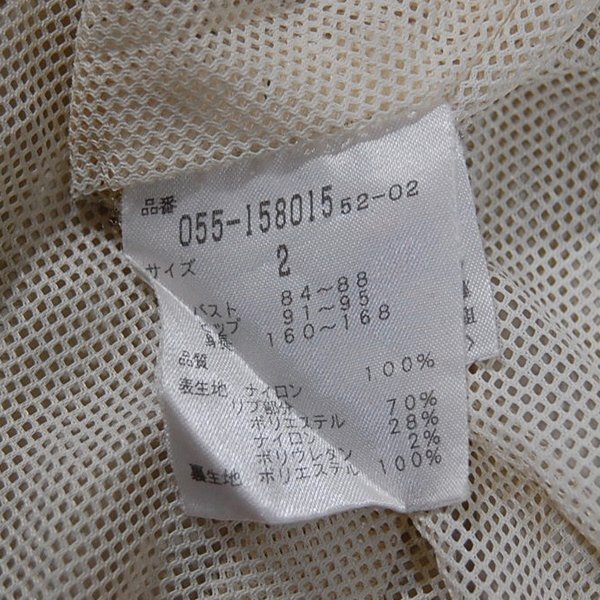 品番 055-158015 52-02
サイズ 2
バスト 84~88
ヒップ 91~95
身長 160~168
品質
表生地 ナイロン 100%
リブ部分
ポリエステル 70%
ナイロン 28%
ポリウレタン 2%
裏生地 ポリエステル 100%